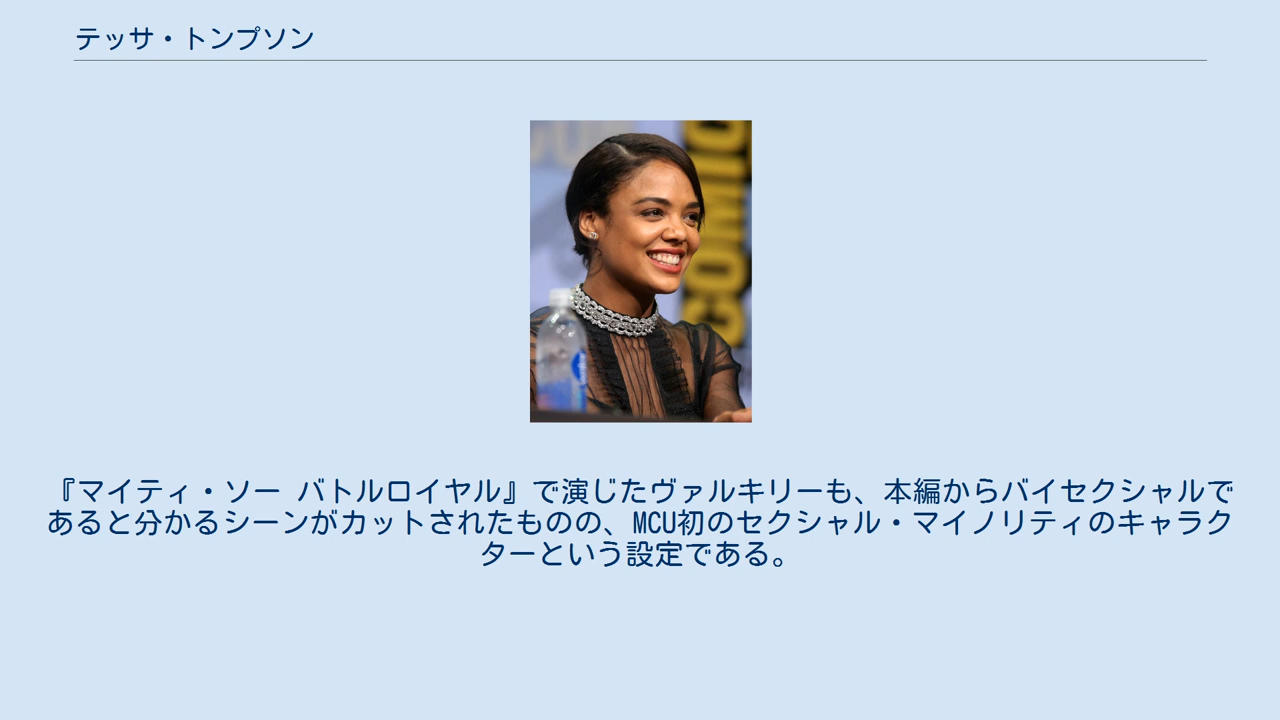 テッサ・トンプソン
COMIC
『マイティ・ソー バトルロイヤル』で演じたヴァルキリーも、本編からバイセクシャルで
あると分かるシーンがカットされたものの、MCU初のセクシャル・マイノリティのキャラク
ターという設定である。